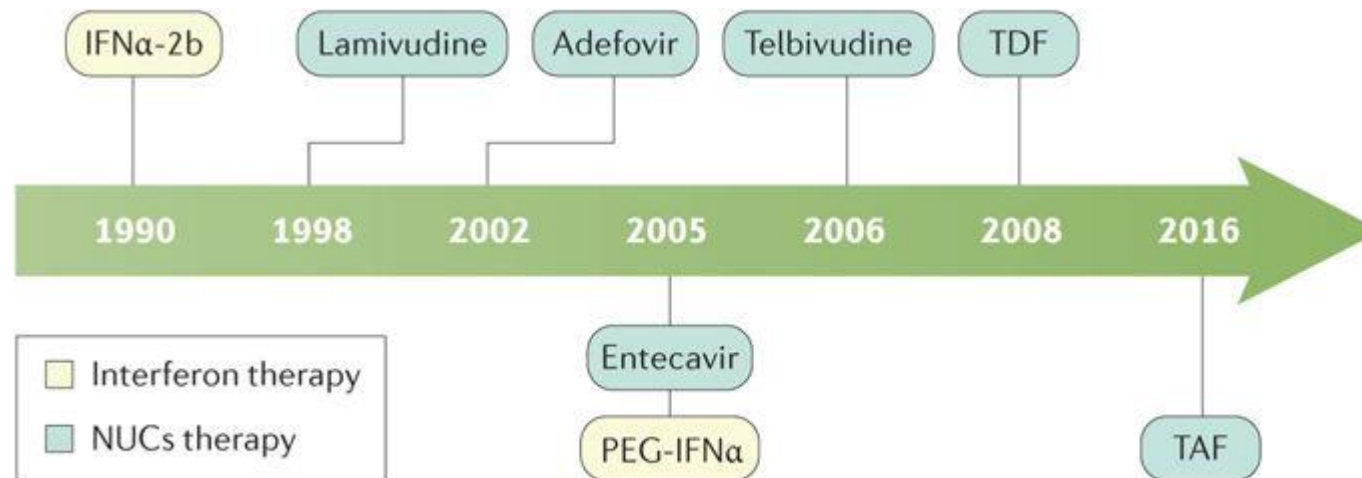 IFNα-2b
Lamivudine
Adefovir
Telbivudine
TDF
1990
1998
2002
2005
2006
2008
2016
Entecavir
PEG-IFNα
TAF
Interferon therapy
NUCs therapy